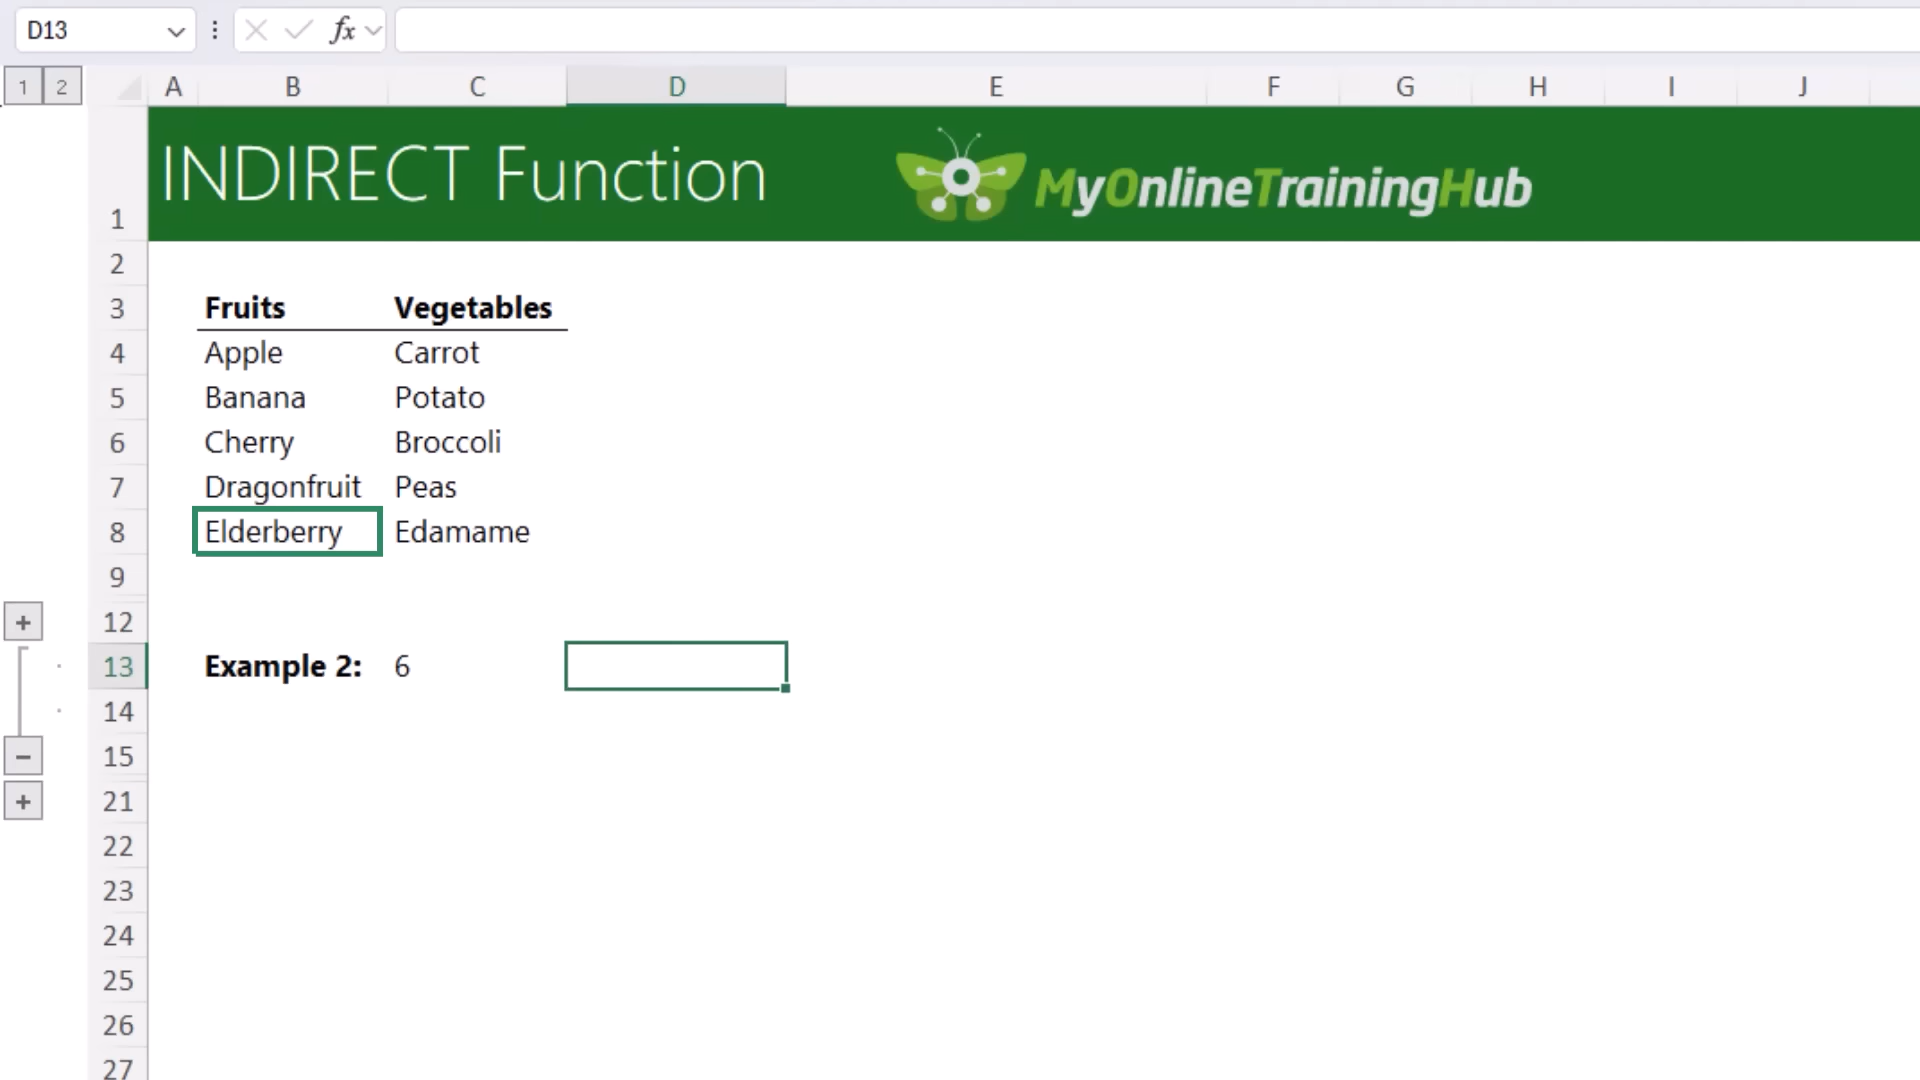 D13 fx
1 2 A B C D E F G H I J
1 INDIRECT Function MyOnlineTrainingHub
2
3 Fruits Vegetables
4 Apple Carrot
5 Banana Potato
6 Cherry Broccoli
7 Dragonfruit Peas
8 Elderberry Edamame
9
+ 12
13 Example 2: 6
14
− 15
+ 21
22
23
24
25
26
27